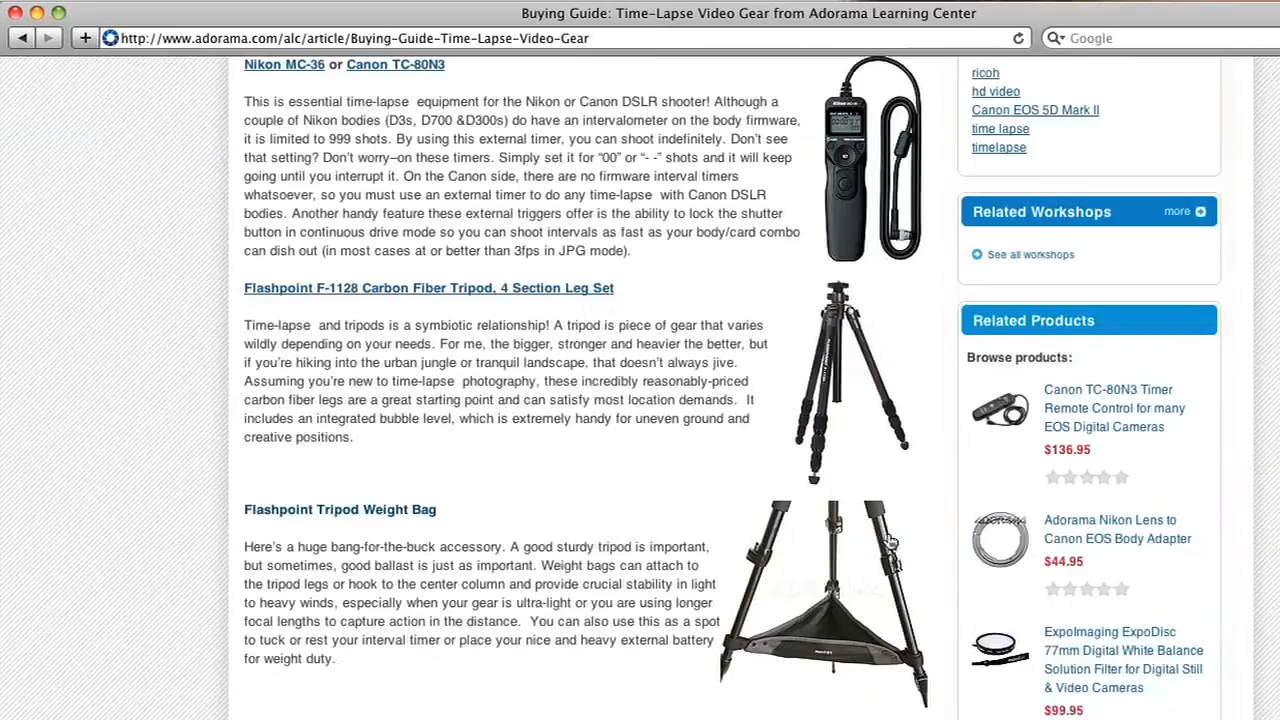 Buying Guide: Time-Lapse Video Gear from Adorama Learning Center
http://www.adorama.com/alc/article/Buying-Guide-Time-Lapse-Video-Gear
Google
Nikon MC-36 or Canon TC-80N3
This is essential time-lapse equipment for the Nikon or Canon DSLR shooter! Although a
couple of Nikon bodies (D3s, D700 &D300s) do have an intervalometer on the body firmware,
it is limited to 999 shots. By using this external timer, you can shoot indefinitely. Don't see
that setting? Don't worry–on these timers. Simply set it for “00” or “- -” shots and it will keep
going until you interrupt it. On the Canon side, there are no firmware interval timers
whatsoever, so you must use an external timer to do any time-lapse with Canon DSLR
bodies. Another handy feature these external triggers offer is the ability to lock the shutter
button in continuous drive mode so you can shoot intervals as fast as your body/card combo
can dish out (in most cases at or better than 3fps in JPG mode).
Flashpoint F-1128 Carbon Fiber Tripod, 4 Section Leg Set
Time-lapse and tripods is a symbiotic relationship! A tripod is piece of gear that varies
wildly depending on your needs. For me, the bigger, stronger and heavier the better, but
if you're hiking into the urban jungle or tranquil landscape, that doesn't always jive.
Assuming you're new to time-lapse photography, these incredibly reasonably-priced
carbon fiber legs are a great starting point and can satisfy most location demands. It
includes an integrated bubble level, which is extremely handy for uneven ground and
creative positions.
Flashpoint Tripod Weight Bag
Here's a huge bang-for-the-buck accessory. A good sturdy tripod is important,
but sometimes, good ballast is just as important. Weight bags can attach to
the tripod legs or hook to the center column and provide crucial stability in light
to heavy winds, especially when your gear is ultra-light or you are using longer
focal lengths to capture action in the distance. You can also use this as a spot
to tuck or rest your interval timer or place your nice and heavy external battery
for weight duty.
ricoh
hd video
Canon EOS 5D Mark II
time lapse
timelapse
Related Workshops more
See all workshops
Related Products
Browse products:
Canon TC-80N3 Timer
Remote Control for many
EOS Digital Cameras
$136.95
Adorama Nikon Lens to
Canon EOS Body Adapter
$44.95
ExpoImaging ExpoDisc
77mm Digital White Balance
Solution Filter for Digital Still
& Video Cameras
$99.95